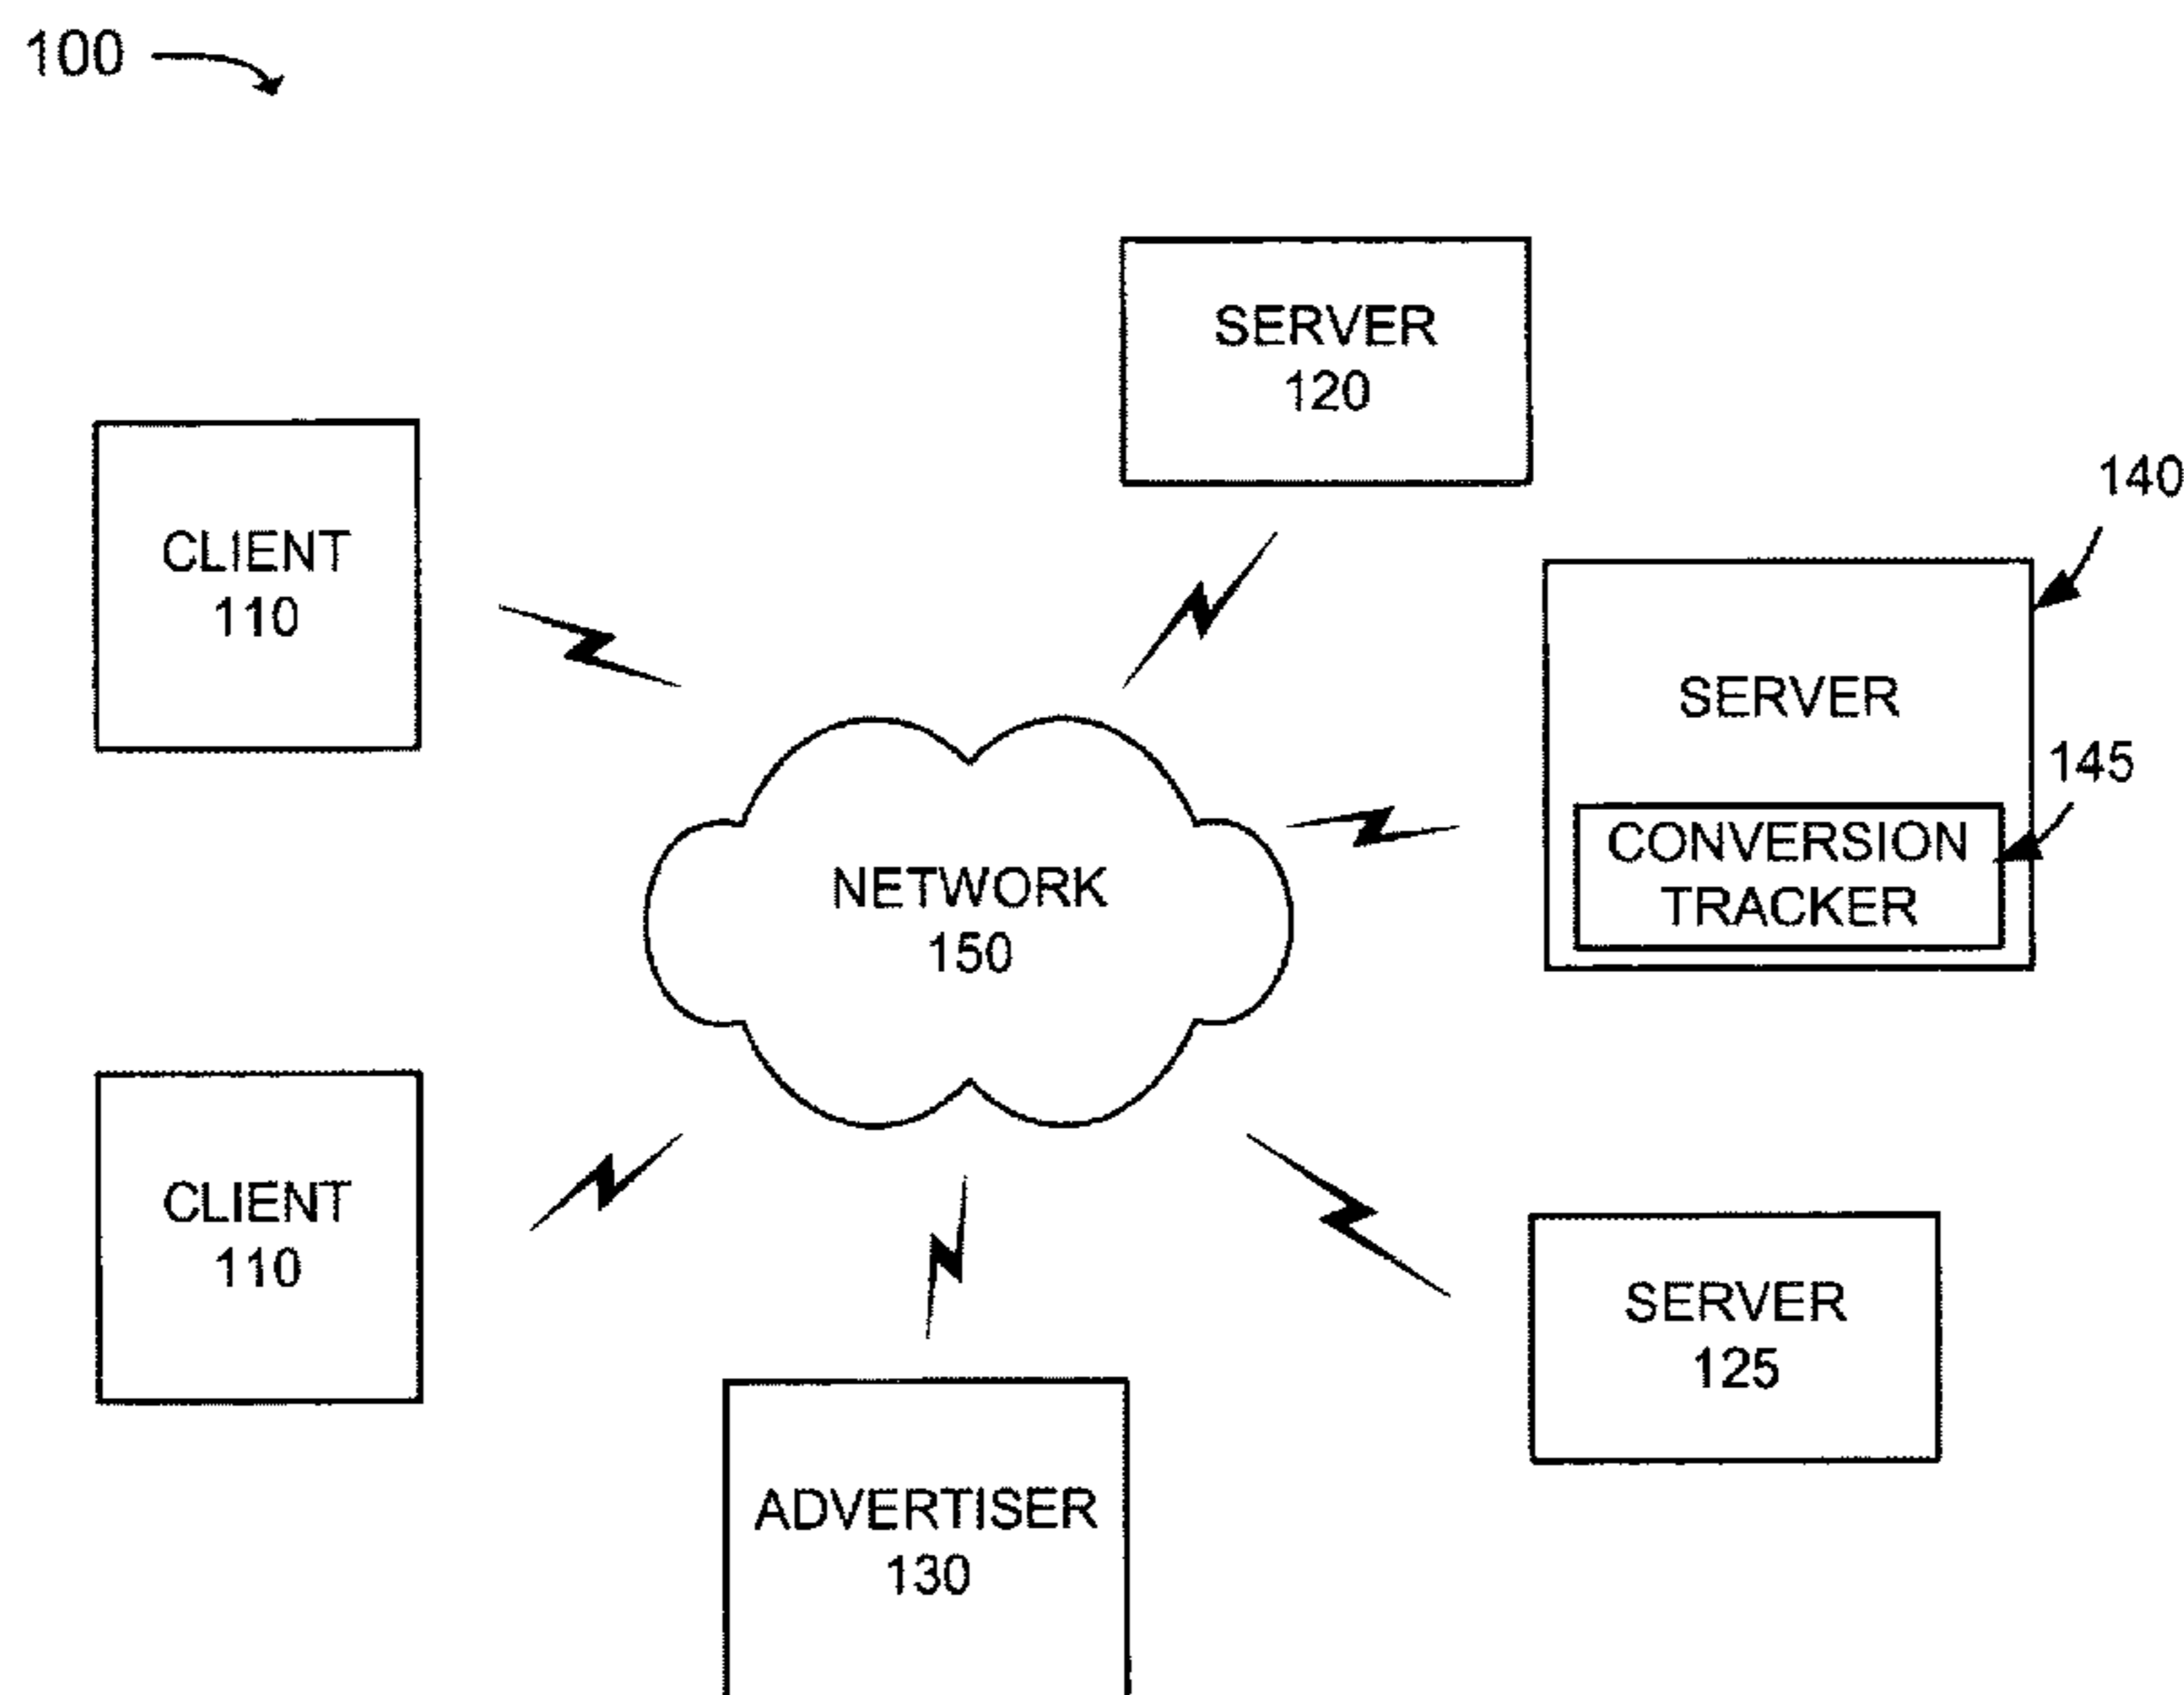 100
SERVER
120
140
CLIENT
110
SERVER
145
CONVERSION
TRACKER
NETWORK
150
CLIENT
110
SERVER
125
ADVERTISER
130